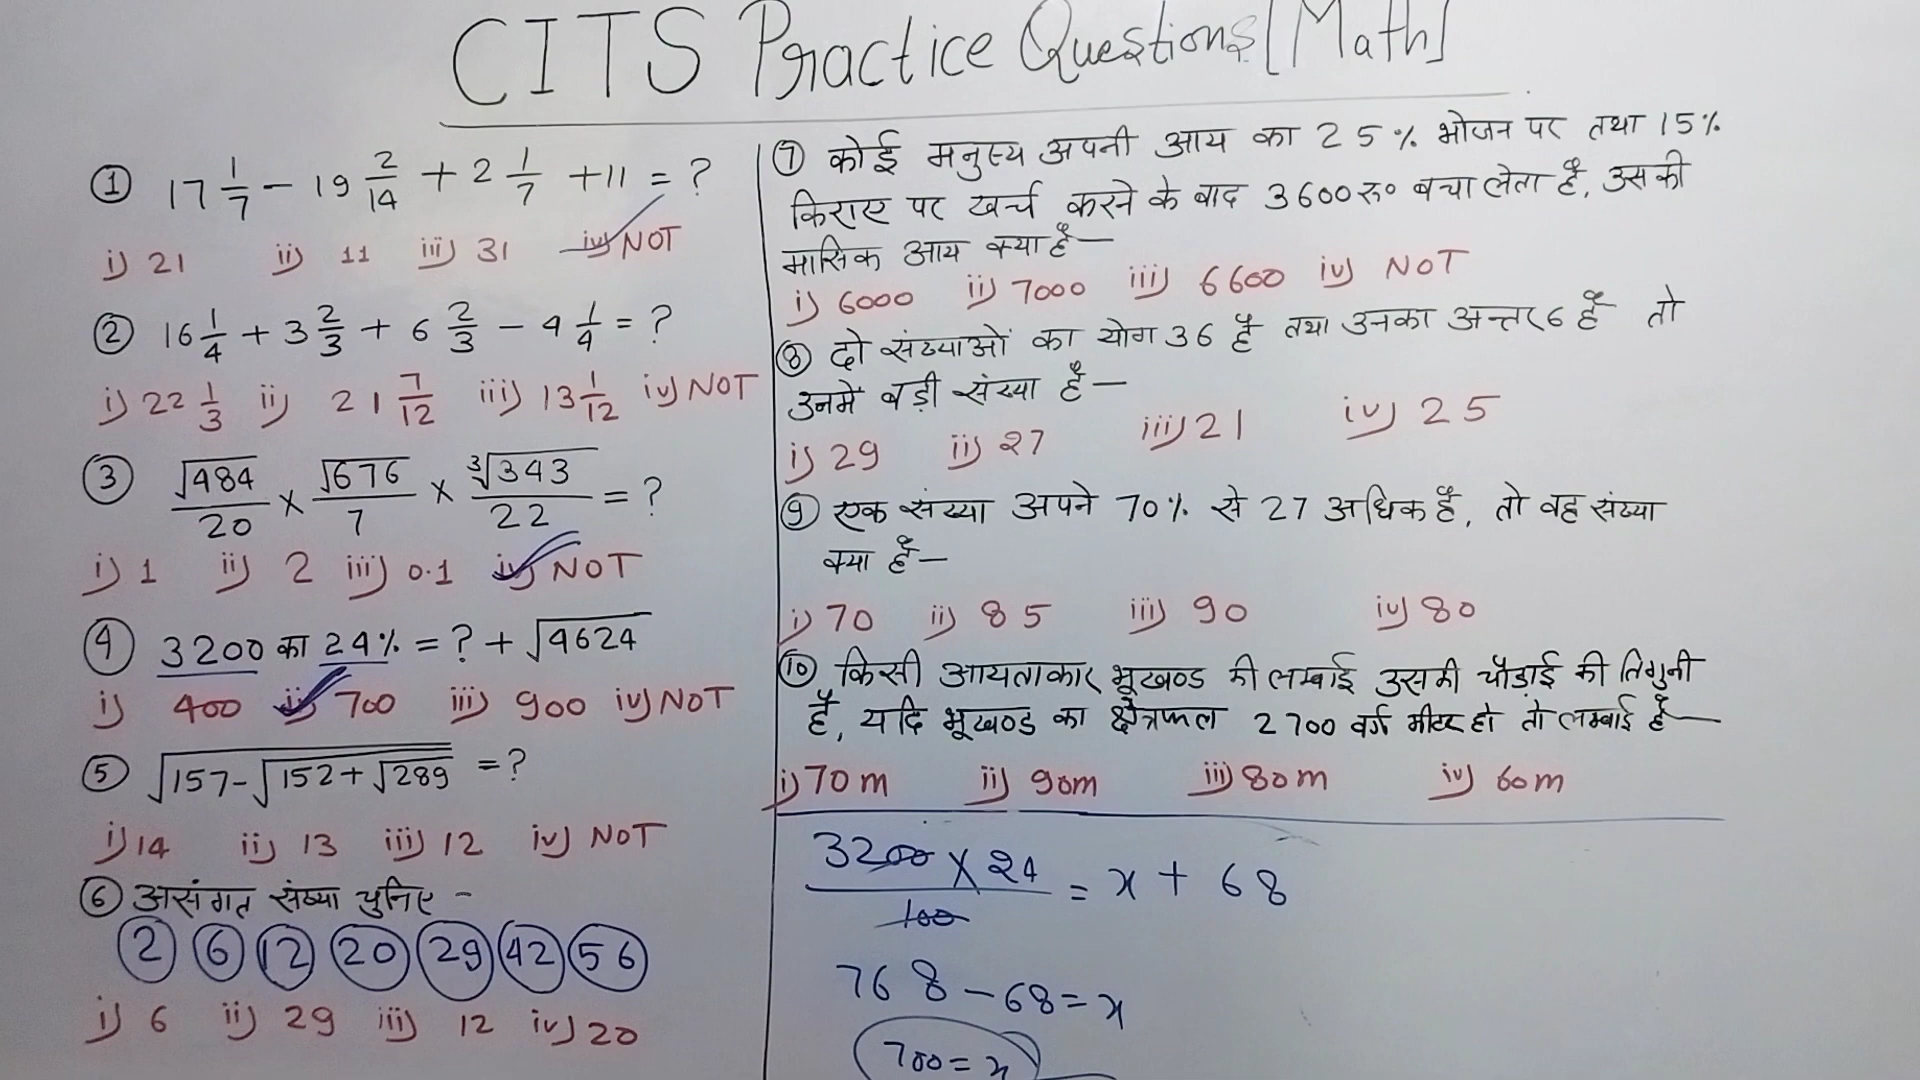 CITS Practice Questions [Math]
① 17 1/7 - 19 2/14 + 2 1/7 + 11 = ?
i) 21 ii) 11 iii) 31 iv) NOT
② 16 1/4 + 3 2/3 + 6 2/3 - 4 1/4 = ?
i) 22 1/3 ii) 21 7/12 iii) 13 1/12 iv) NOT
③ √484/20 × √676/7 × ∛343/22 = ?
i) 1 ii) 2 iii) 0.1 iv) NOT
④ 3200 का 24% = ? + √4624
i) 400 ii) 700 iii) 900 iv) NOT
⑤ √(157-√(152+√289)) = ?
i) 14 ii) 13 iii) 12 iv) NOT
⑥ असंगत संख्या चुनिए -
2 6 12 20 29 42 56
i) 6 ii) 29 iii) 12 iv) 20
⑦ कोई मनुस्य अपनी आय का 25% भोजन पर तथा 15%
किराए पर खर्च करने के बाद 3600रु० बचा लेता है, उसकी
मासिक आय क्या है—
i) 6000 ii) 7000 iii) 6600 iv) NOT
⑧ दो संख्याओं का योग 36 है तथा उनका अन्तर 6 है तो
उनमें बड़ी संख्या है—
i) 29 ii) 27 iii) 21 iv) 25
⑨ एक संख्या अपने 70% से 27 अधिक है, तो वह संख्या
क्या है—
i) 70 ii) 85 iii) 90 iv) 80
⑩ किसी आयताकार भूखण्ड की लम्बाई उसकी चौड़ाई की तिगुनी
है, यदि भूखण्ड का क्षेत्रफल 2700 वर्ग मीटर हो तो लम्बाई है—
i) 70m ii) 90m iii) 80m iv) 60m
3200 × 24/100 = x + 68
768 - 68 = x
700 = x